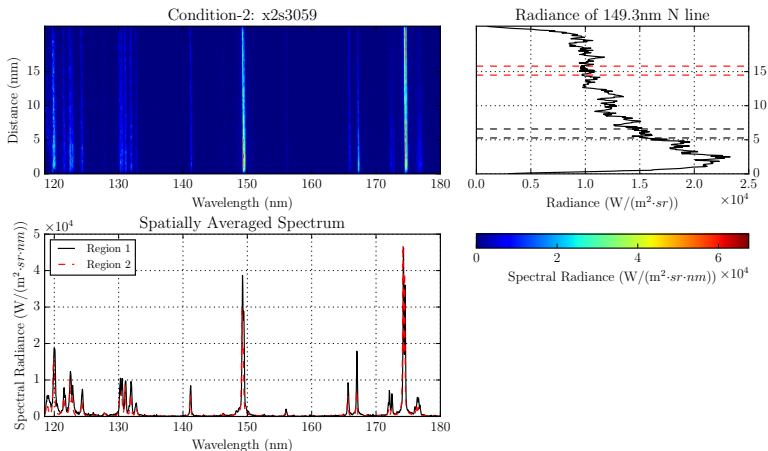 Condition-2: x2s3059
Distance (mm)
15
10
5
0
120 130 140 150 160 170 180
Wavelength (nm)
Radiance of 149.3nm N line
15
10
5
0
0.0 0.5 1.0 1.5 2.0 2.5
×10⁴
Radiance (W/(m²·sr))
Spatially Averaged Spectrum
×10⁴
Spectral Radiance (W/(m²·sr·nm))
5
4
3
2
1
0
Region 1
Region 2
120 130 140 150 160 170 180
Wavelength (nm)
0 2 4 6
×10⁴
Spectral Radiance (W/(m²·sr·nm))